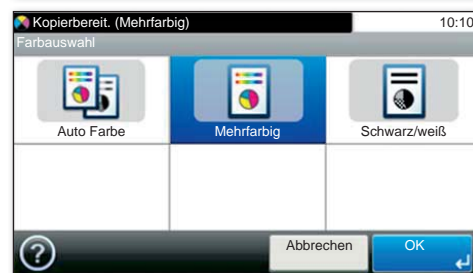 Kopierbereit. (Mehrfarbig) 10:10
Farbauswahl
Auto Farbe Mehrfarbig Schwarz/weiß
? Abbrechen OK